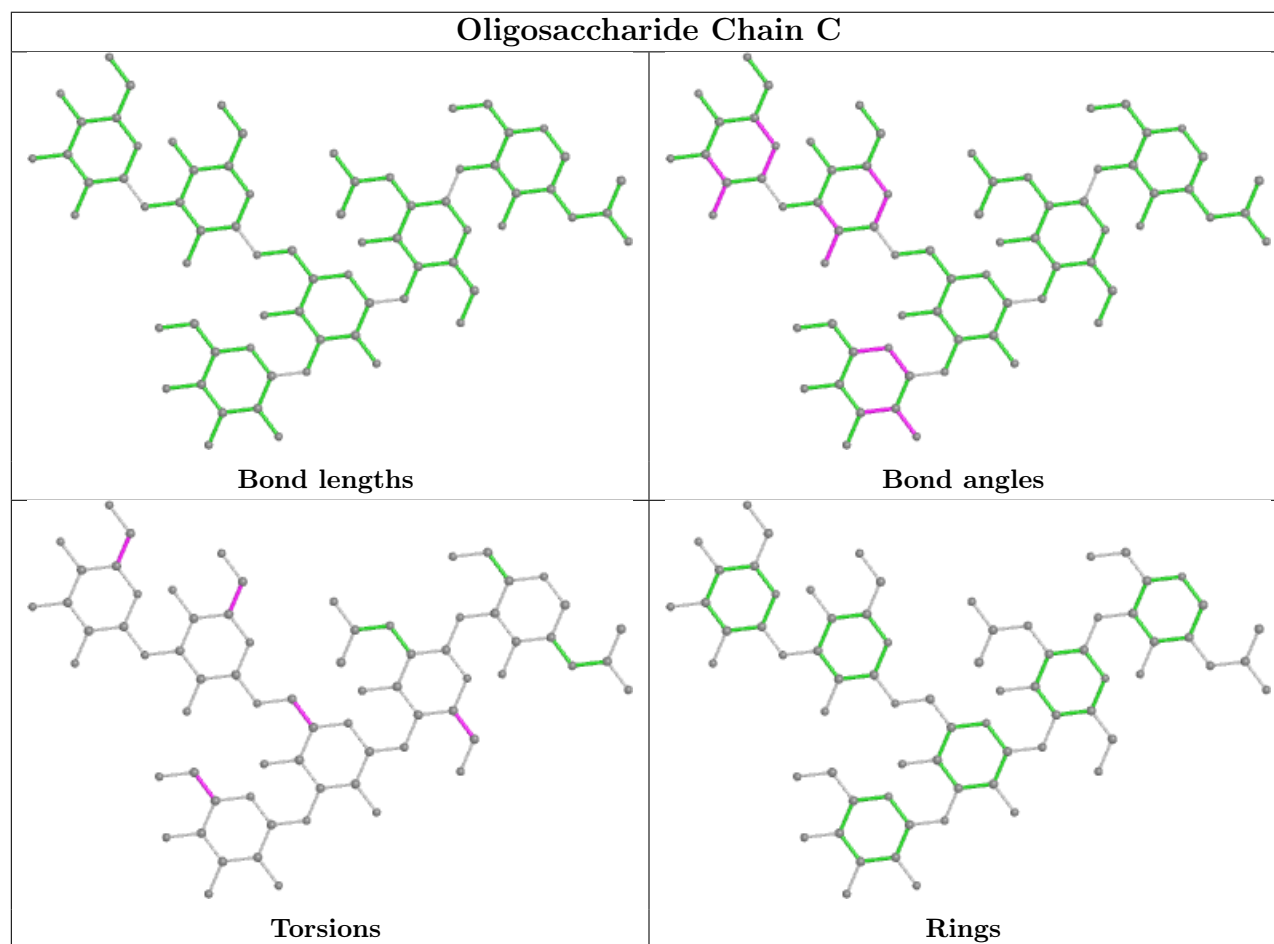 Oligosaccharide Chain C
Bond lengths
Bond angles
Torsions
Rings